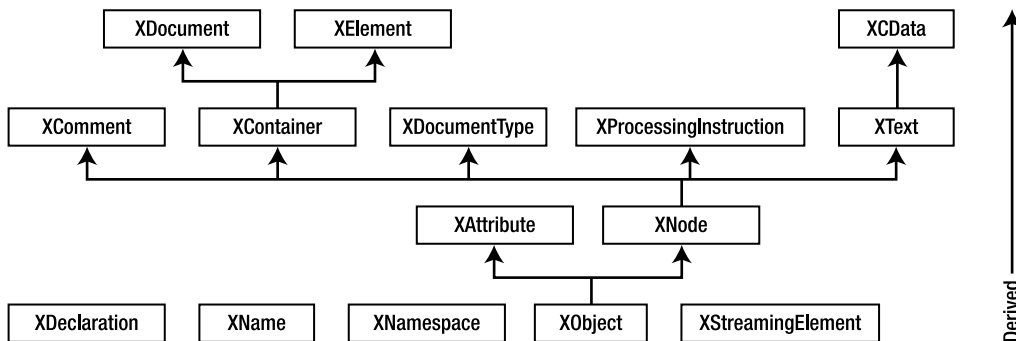 XDocument
XElement
XCData
XComment
XContainer
XDocumentType
XProcessingInstruction
XText
XAttribute
XNode
XDeclaration
XName
XNamespace
XObject
XStreamingElement
Derived